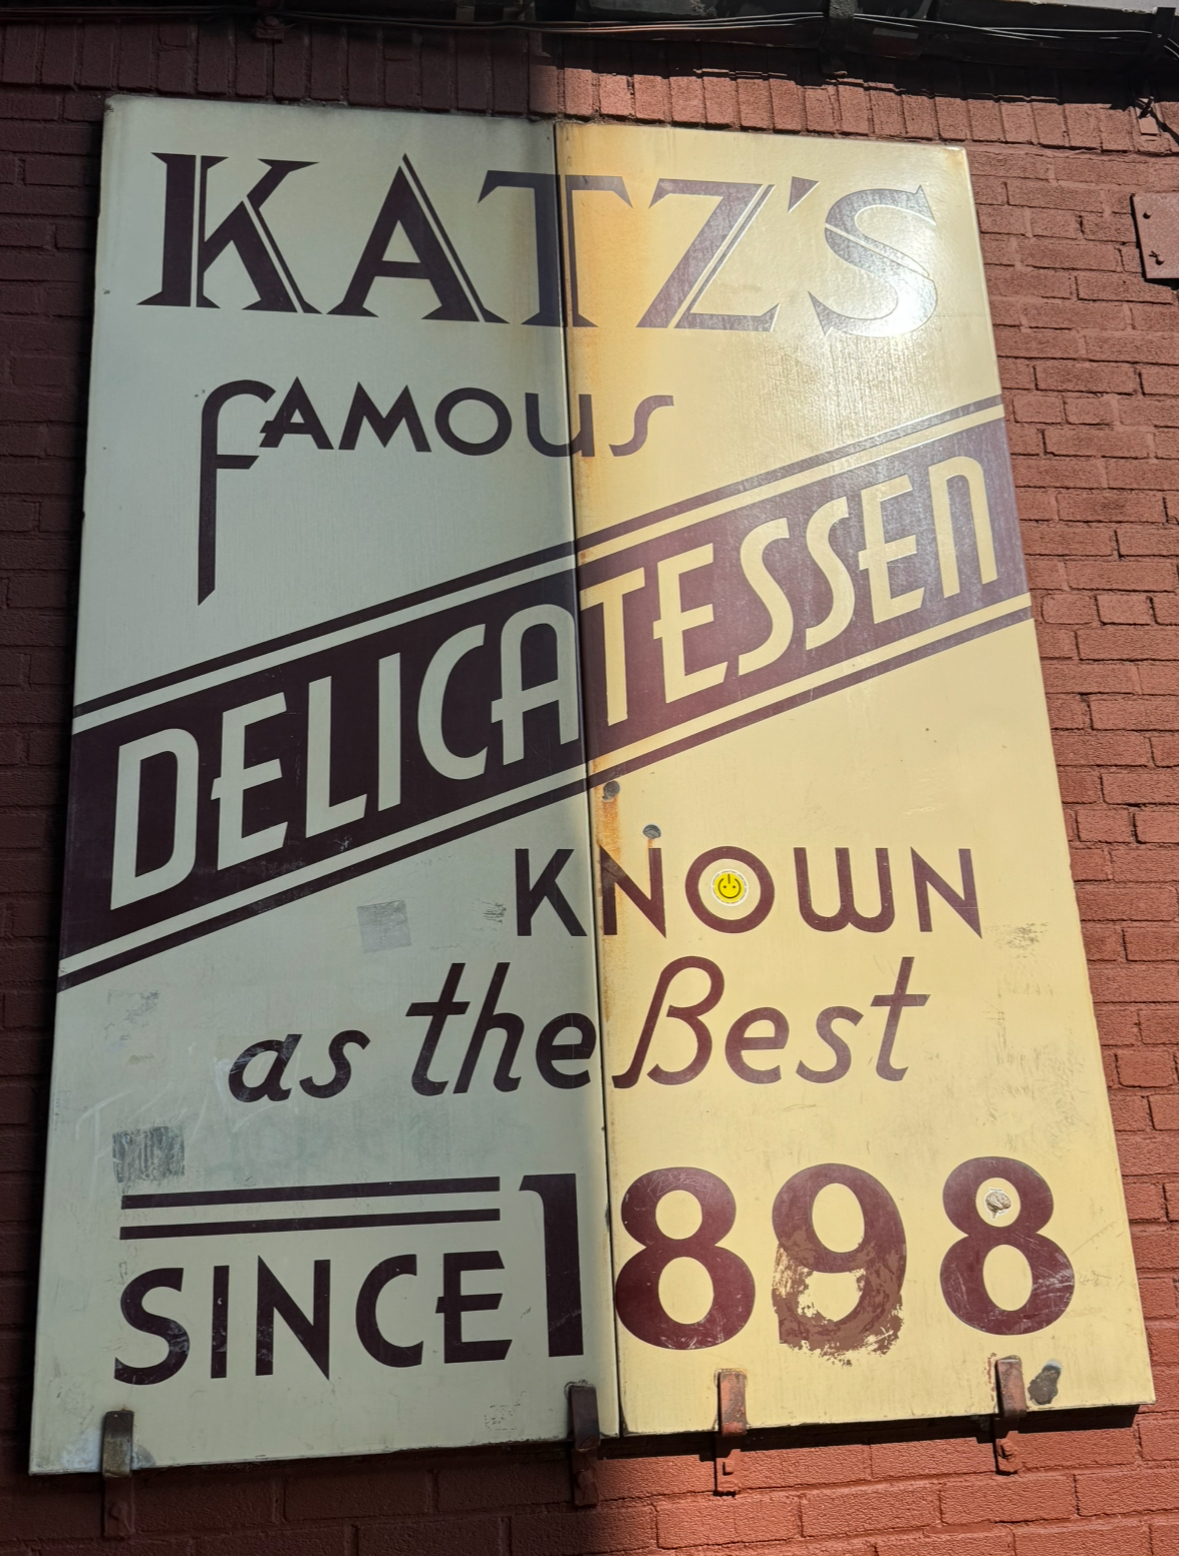 KATZ'S
FAMOUS
DELICATESSEN
KNOWN
as the Best
SINCE 1898